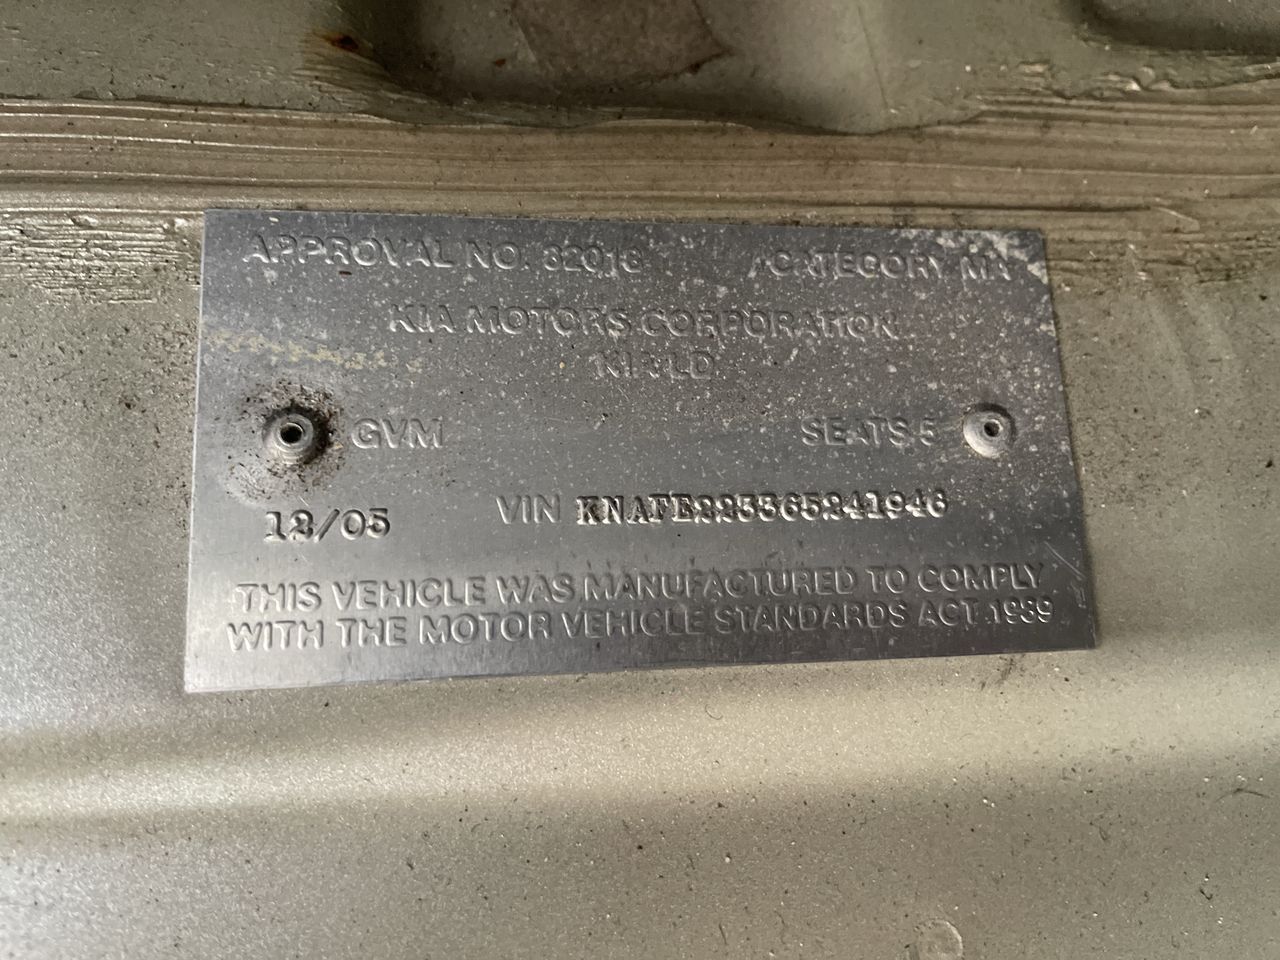 APPROVAL NO. 32018 CATEGORY MA
KIA MOTORS CORPORATION
GVM SEATS 5
12/05 VIN KNAFE223365241946
THIS VEHICLE WAS MANUFACTURED TO COMPLY
WITH THE MOTOR VEHICLE STANDARDS ACT 1989